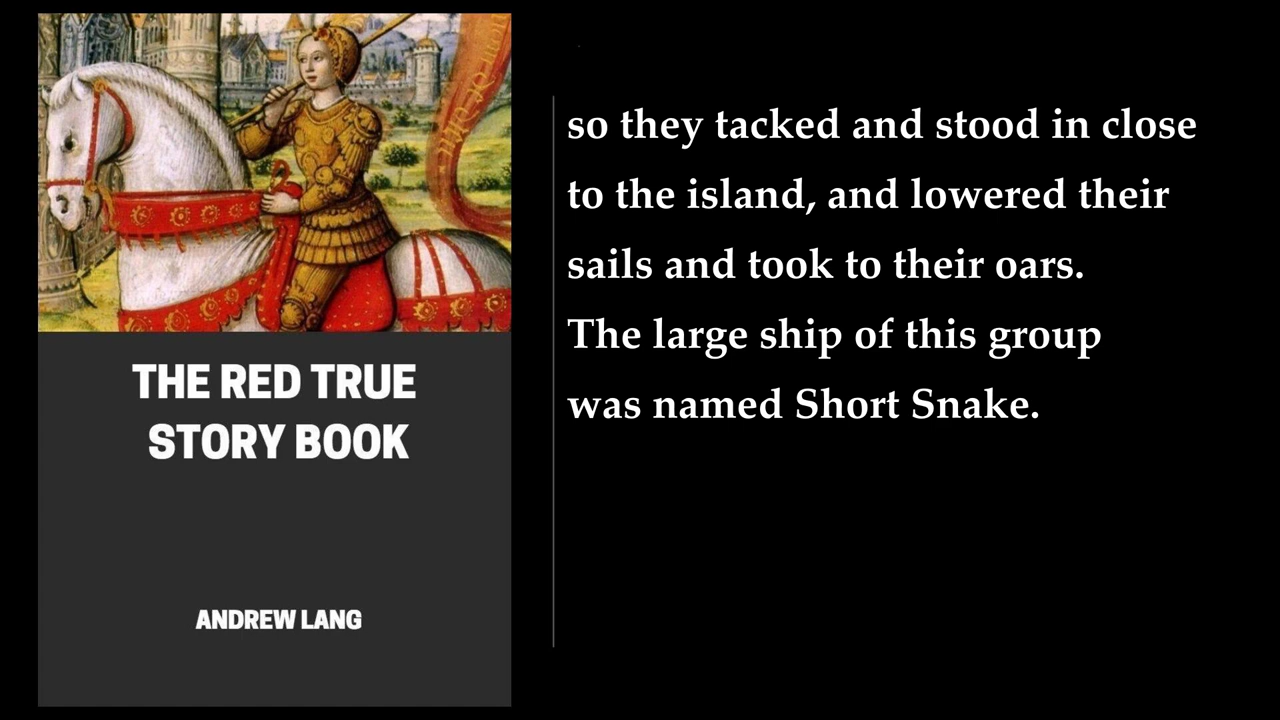 THE RED TRUE
STORY BOOK
ANDREW LANG
so they tacked and stood in close
to the island, and lowered their
sails and took to their oars.
The large ship of this group
was named Short Snake.